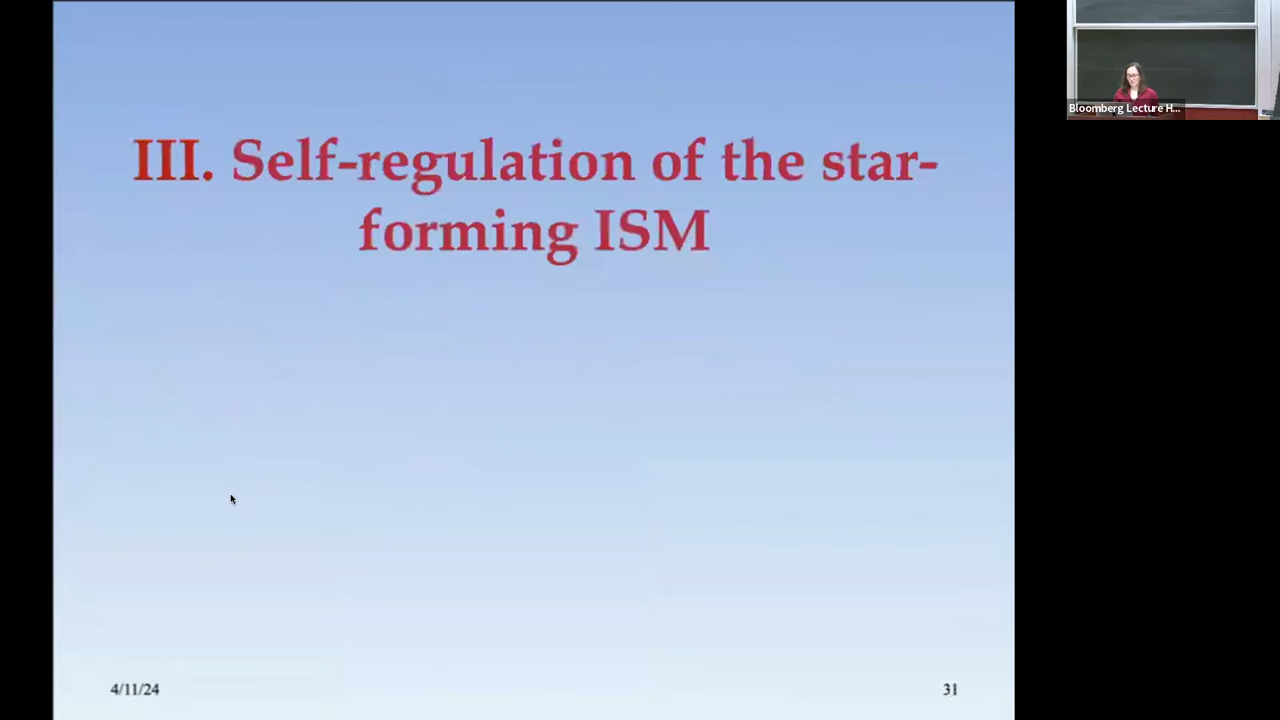 III. Self-regulation of the star-
forming ISM
4/11/24
31
Bloomberg Lecture H...